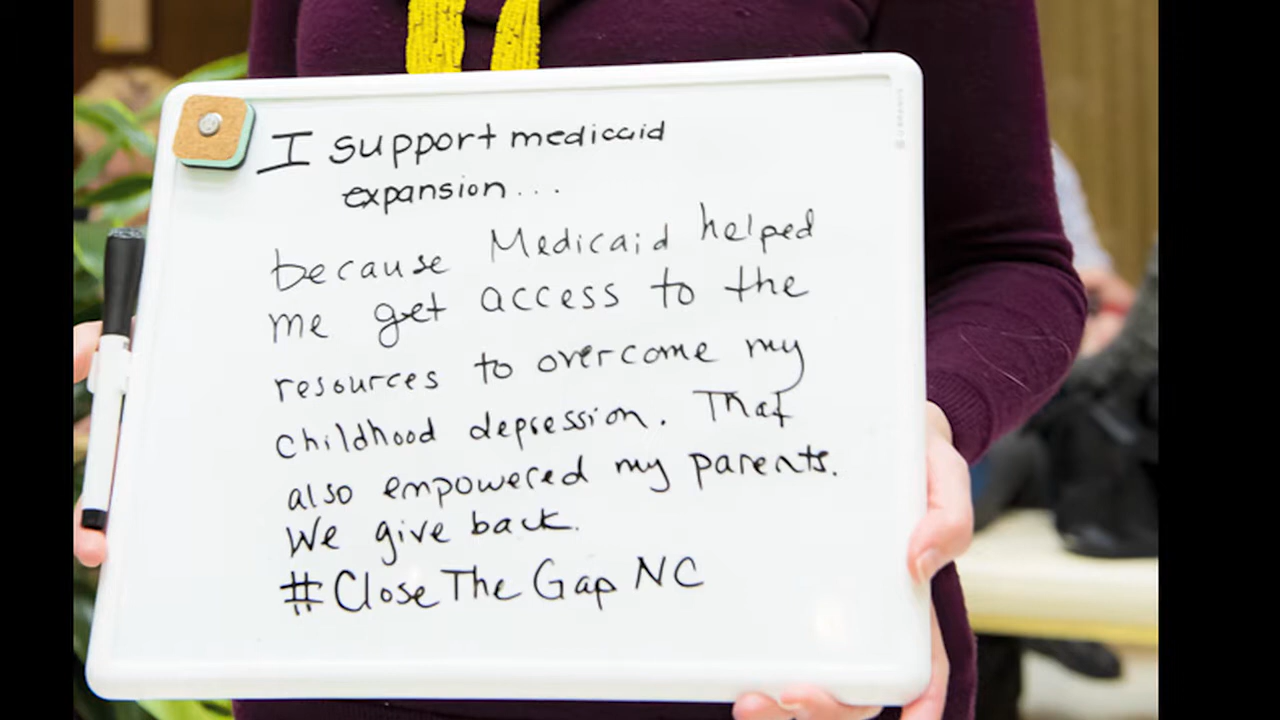 I support medicaid
expansion...
because Medicaid helped
me get access to the
resources to overcome my
childhood depression. That
also empowered my parents.
We give back.
#CloseTheGapNC